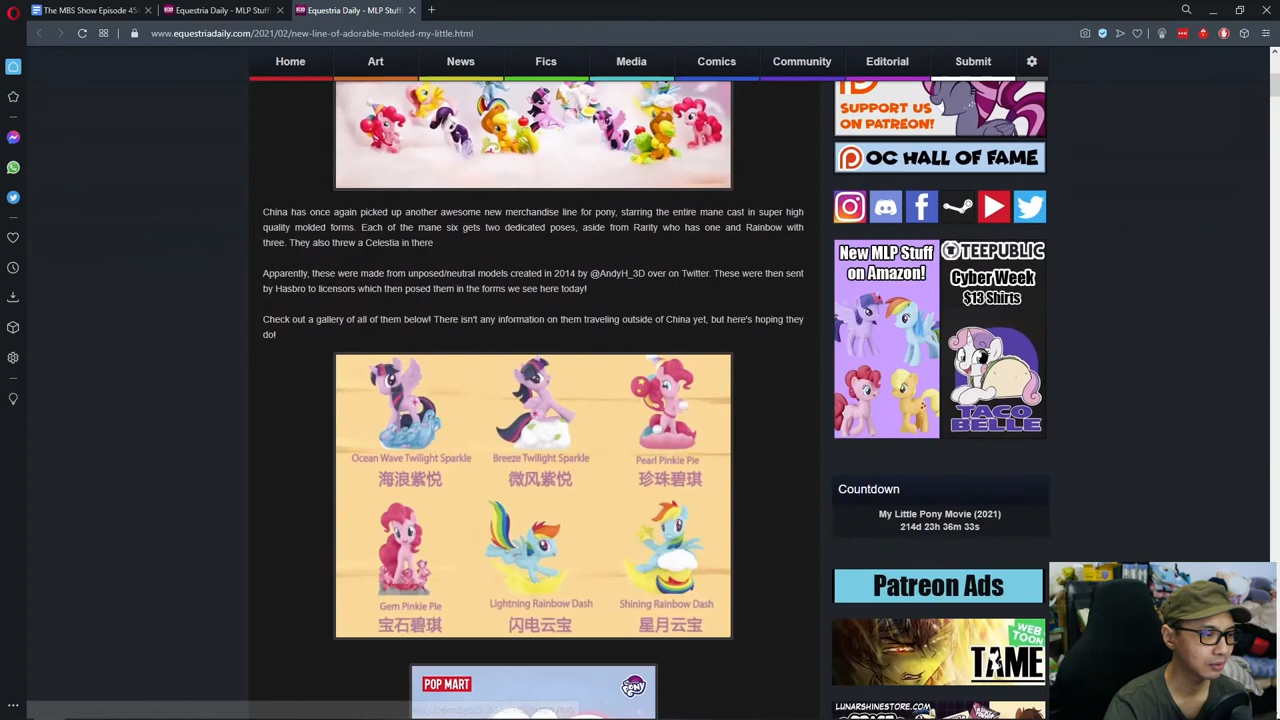 The MBS Show Episode 45
Equestria Daily - MLP Stuff
Equestria Daily - MLP Stuff
www.equestriadaily.com/2021/02/new-line-of-adorable-molded-my-little.html
Home
Art
News
Fics
Media
Comics
Community
Editorial
Submit
SUPPORT US
ON PATREON!
OC HALL OF FAME
China has once again picked up another awesome new merchandise line for pony, starring the entire mane cast in super high
quality molded forms. Each of the mane six gets two dedicated poses, aside from Rarity who has one and Rainbow with
three. They also threw a Celestia in there
Apparently, these were made from unposed/neutral models created in 2014 by @AndyH_3D over on Twitter. These were then sent
by Hasbro to licensors which then posed them in the forms we see here today!
Check out a gallery of all of them below! There isn't any information on them traveling outside of China yet, but here's hoping they
do!
New MLP Stuff
on Amazon!
TEEPUBLIC
Cyber Week
$13 Shirts
TACO
BELLE
Ocean Wave Twilight Sparkle
海浪紫悦
Breeze Twilight Sparkle
微风紫悦
Pearl Pinkie Pie
珍珠碧琪
Gem Pinkie Pie
宝石碧琪
Lightning Rainbow Dash
闪电云宝
Shining Rainbow Dash
星月云宝
Countdown
My Little Pony Movie (2021)
214d 23h 36m 33s
Patreon Ads
WEB
TOON
TAME
POP MART
LUNARSHINESTORE.COM